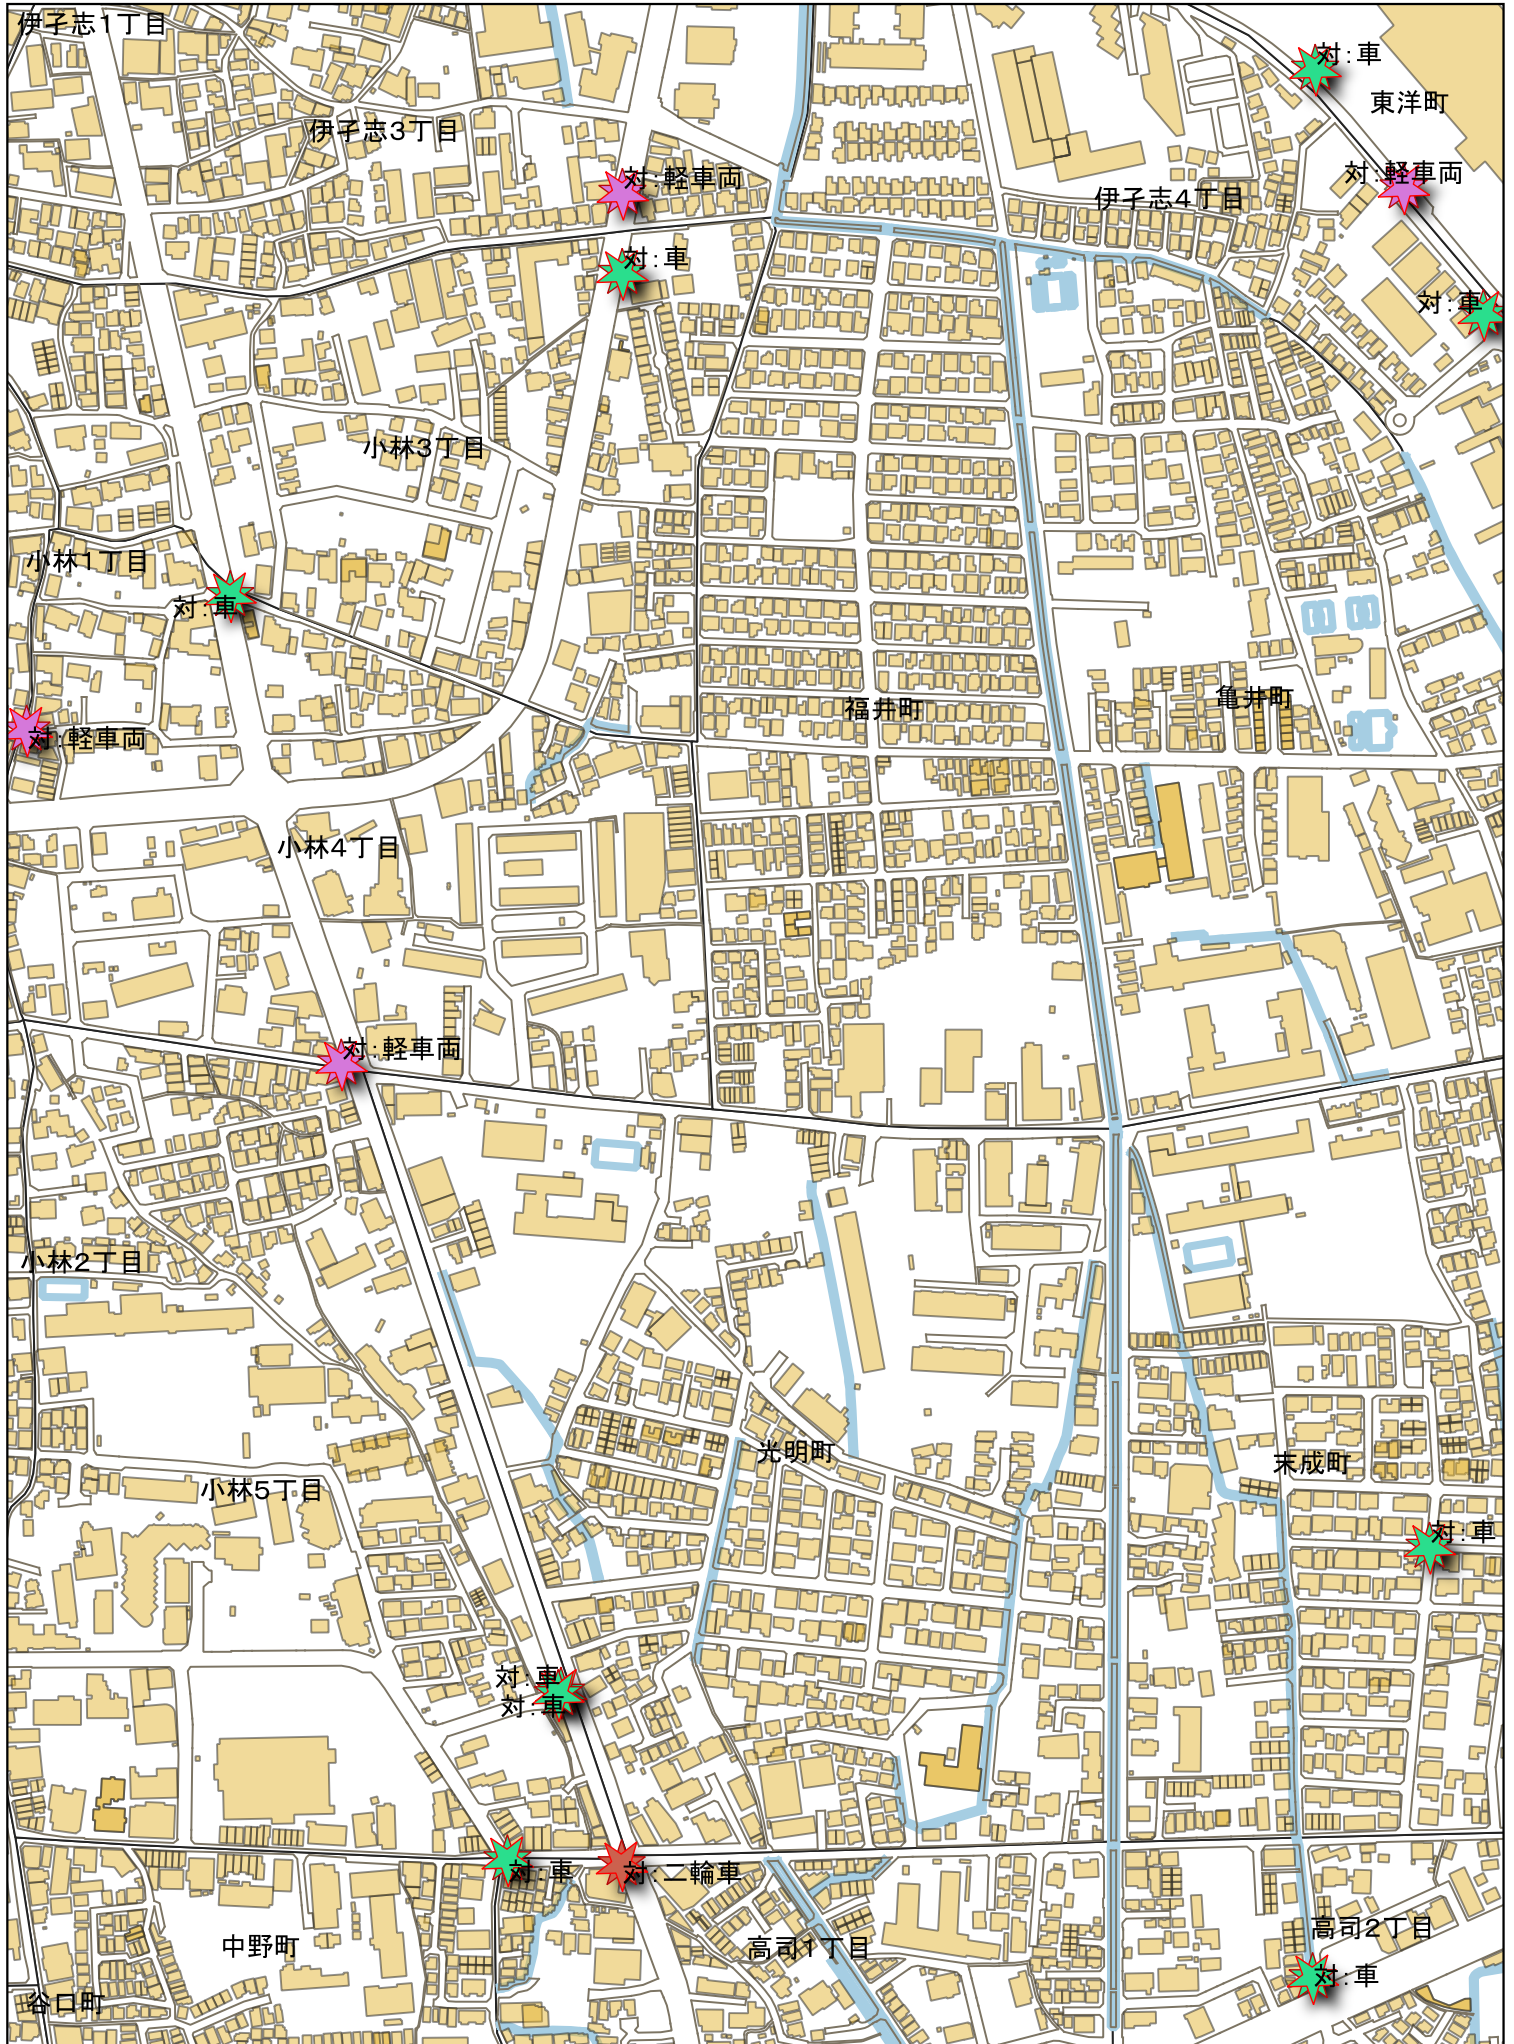 伊孑志1丁目
対:車
東洋町
伊孑志3丁目
対:軽車両
対:軽車両
伊孑志4丁目
対:車
対:車
小林3丁目
小林1丁目
対:車
福井町
亀井町
対:軽車両
小林4丁目
対:軽車両
小林2丁目
光明町
末成町
小林5丁目
対:車
対:車
対:車
対:車
対:二輪車
高司2丁目
中野町
高司1丁目
対:車
谷口町